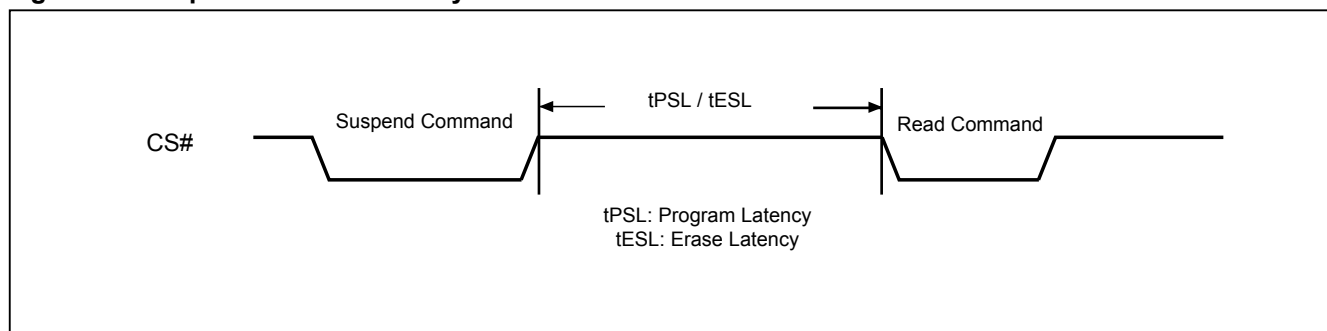 tPSL / tESL
Suspend Command
Read Command
CS#
tPSL: Program Latency
tESL: Erase Latency